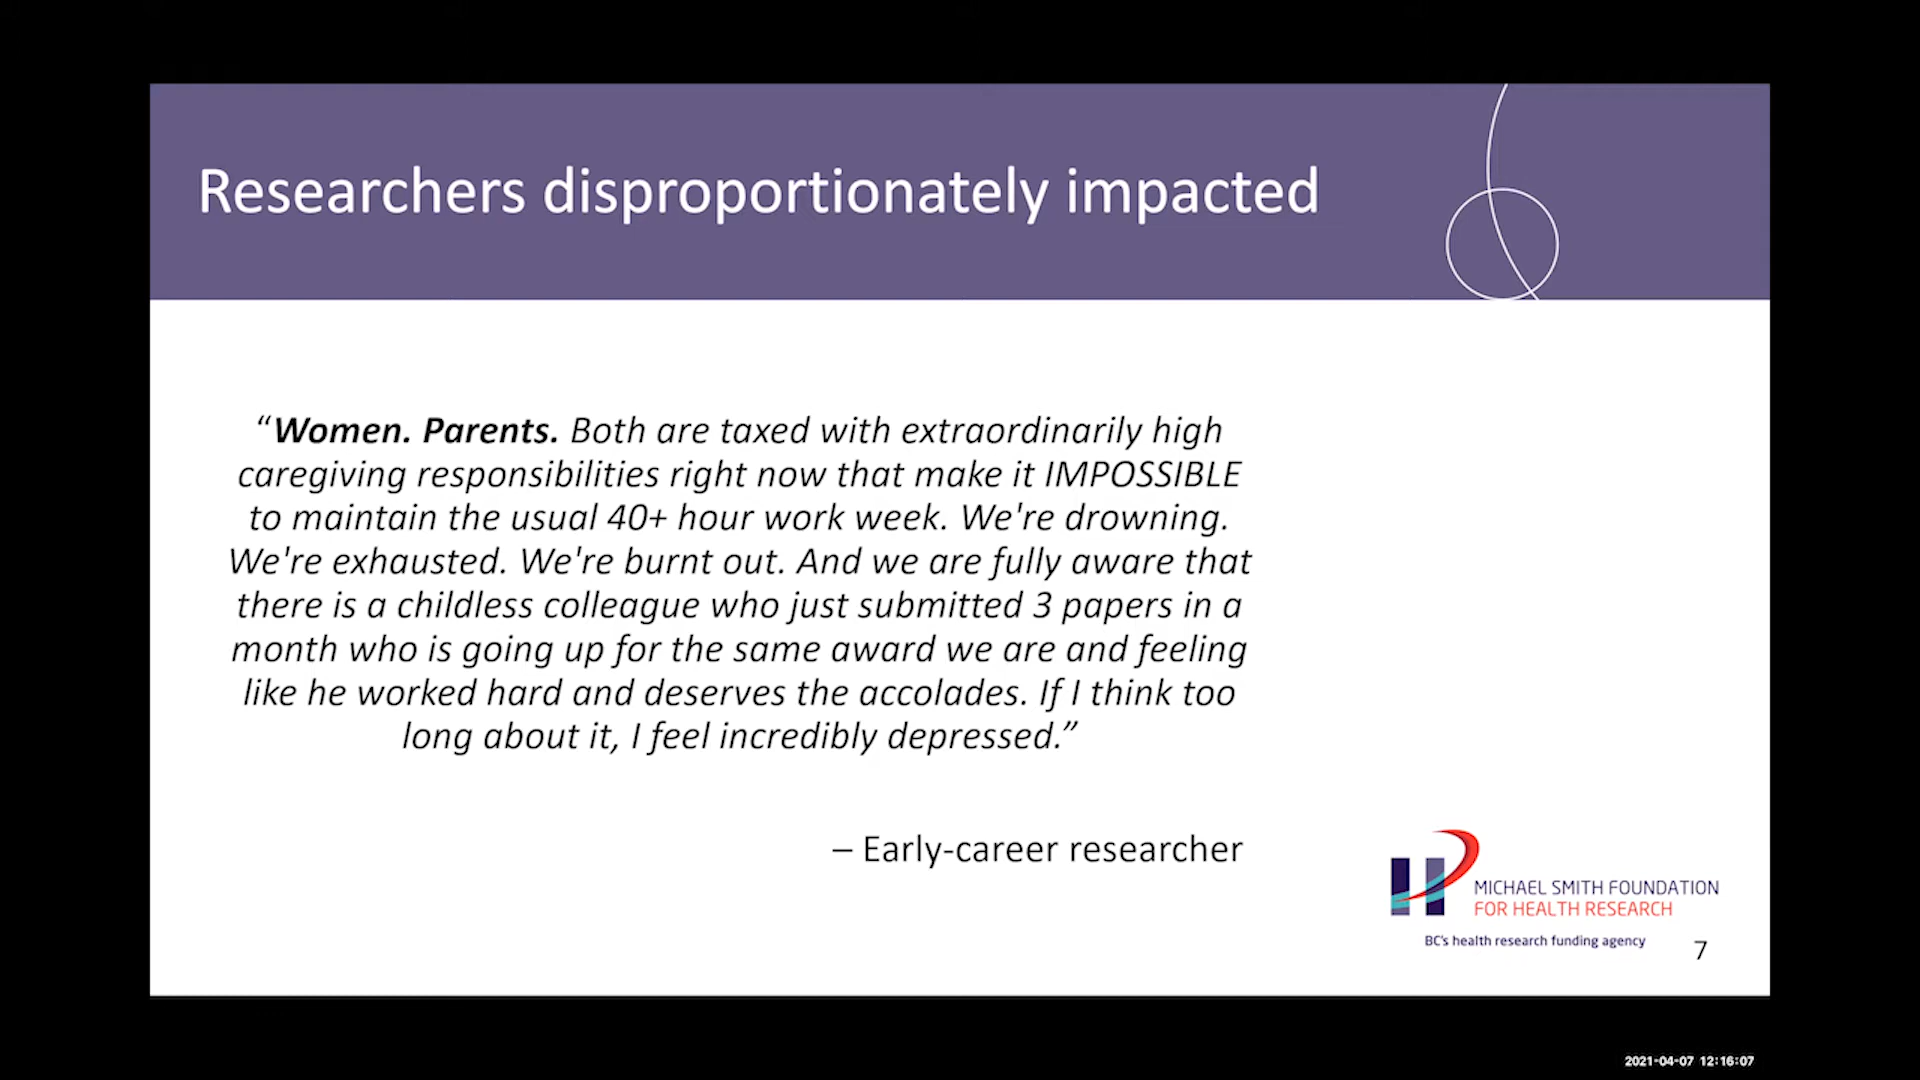 Researchers disproportionately impacted
“Women. Parents. Both are taxed with extraordinarily high
caregiving responsibilities right now that make it IMPOSSIBLE
to maintain the usual 40+ hour work week. We're drowning.
We're exhausted. We're burnt out. And we are fully aware that
there is a childless colleague who just submitted 3 papers in a
month who is going up for the same award we are and feeling
like he worked hard and deserves the accolades. If I think too
long about it, I feel incredibly depressed.”
– Early-career researcher
MICHAEL SMITH FOUNDATION
FOR HEALTH RESEARCH
BC's health research funding agency
7
2021-04-07 12:16:07